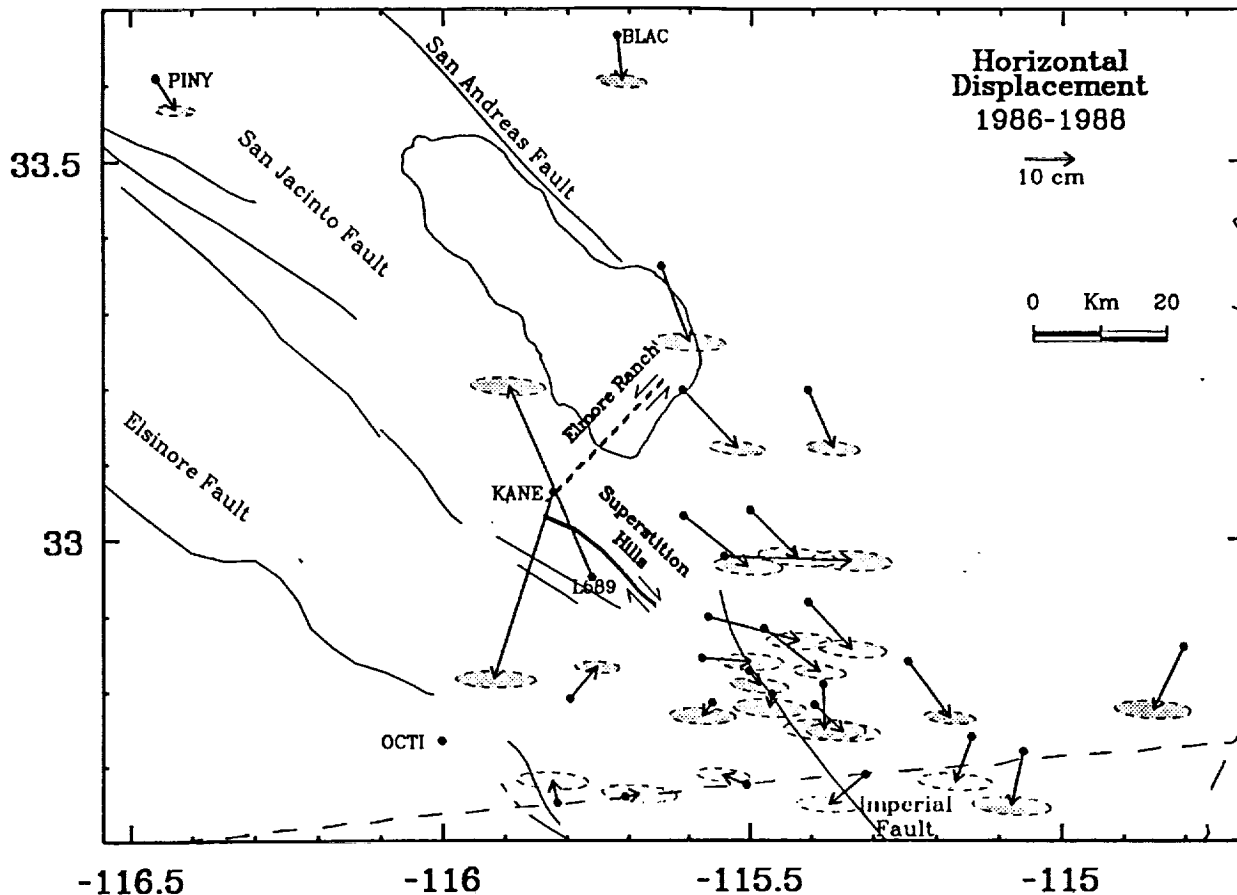 BLAC
PINY
San Andreas Fault
Horizontal
Displacement
1986-1988
10 cm
33.5
San Jacinto Fault
0 Km 20
Elmore Ranch
Elsinore Fault
KANE
Superstition
Hills
33
L589
OCTI
Imperial
Fault
-116.5 -116 -115.5 -115